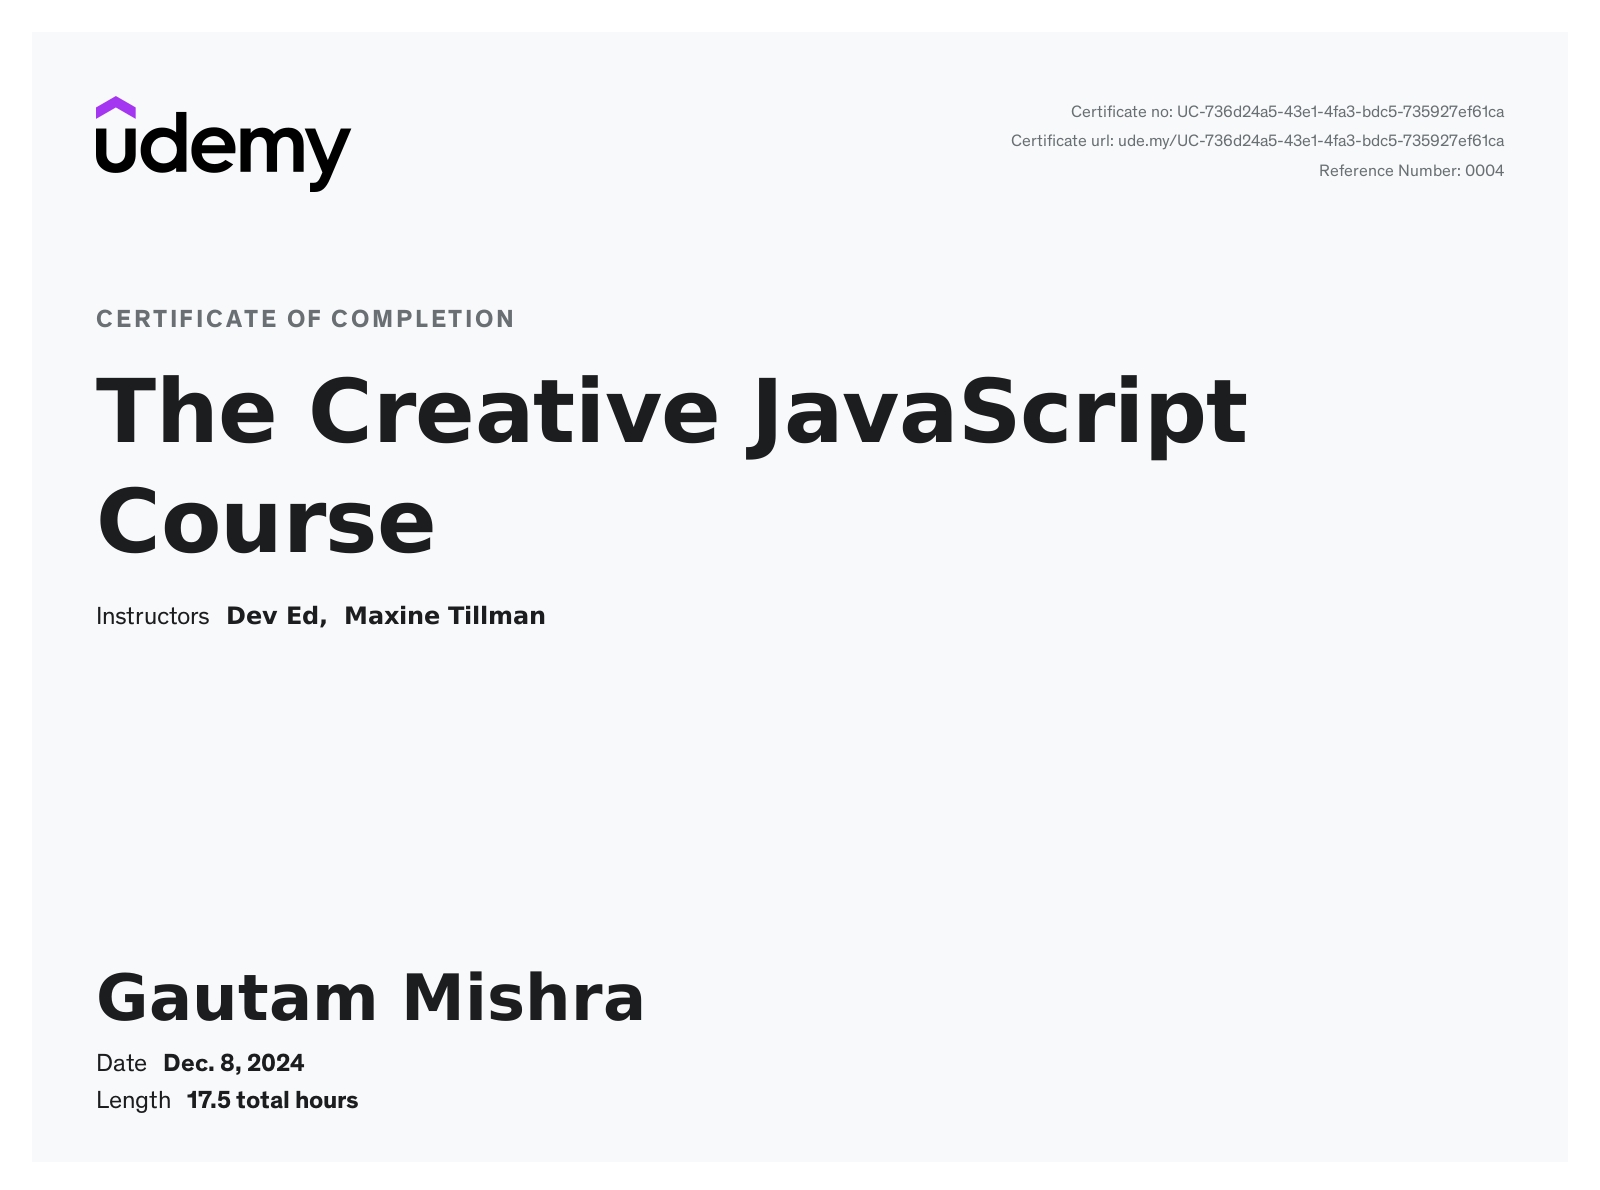 udemy
Certificate no: UC-736d24a5-43e1-4fa3-bdc5-735927ef61ca
Certificate url: ude.my/UC-736d24a5-43e1-4fa3-bdc5-735927ef61ca
Reference Number: 0004
CERTIFICATE OF COMPLETION
The Creative JavaScript
Course
Instructors Dev Ed, Maxine Tillman
Gautam Mishra
Date Dec. 8, 2024
Length 17.5 total hours